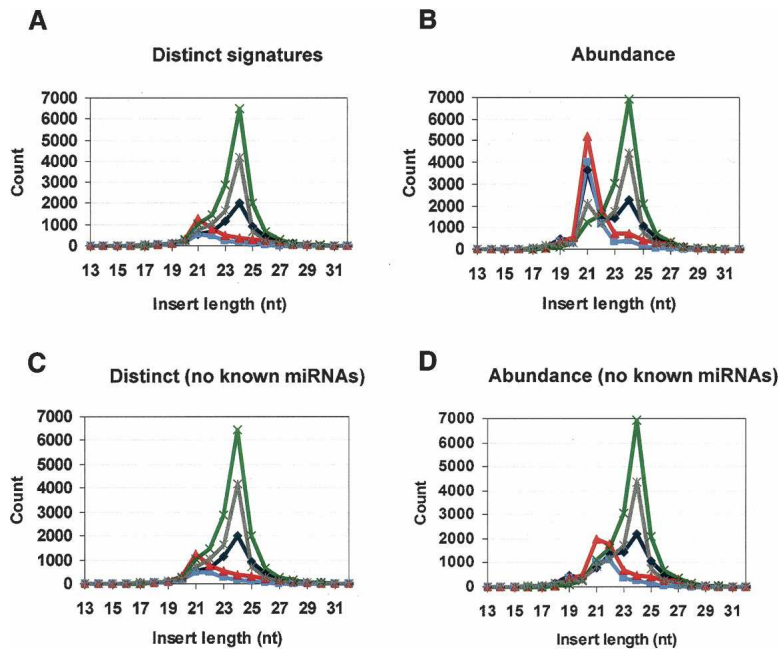 A
Distinct signatures
7000
6000
5000
4000
3000
2000
1000
0
Count
13 15 17 19 21 23 25 27 29 31
Insert length (nt)
B
Abundance
7000
6000
5000
4000
3000
2000
1000
0
Count
13 15 17 19 21 23 25 27 29 31
Insert length (nt)
C
Distinct (no known miRNAs)
7000
6000
5000
4000
3000
2000
1000
0
Count
13 15 17 19 21 23 25 27 29 31
Insert length (nt)
D
Abundance (no known miRNAs)
7000
6000
5000
4000
3000
2000
1000
0
Count
13 15 17 19 21 23 25 27 29 31
Insert length (nt)